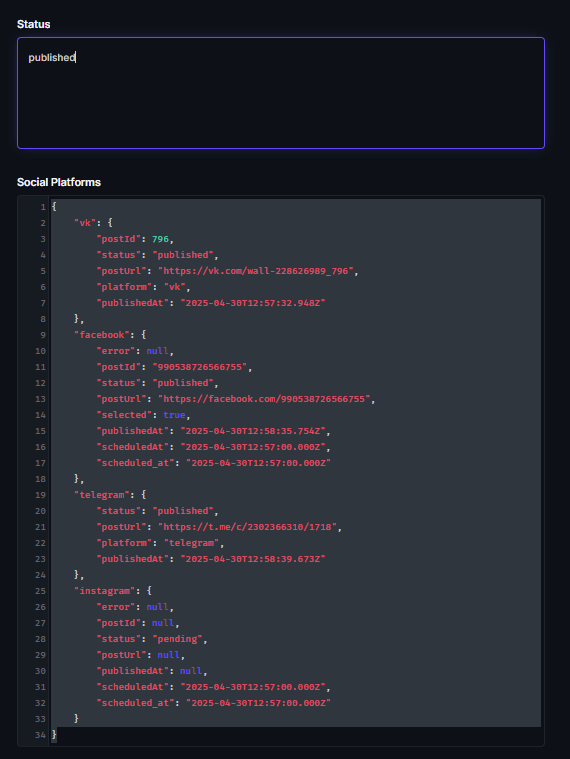 Status
published
Social Platforms
1 {
2     "vk": {
3         "postId": 796,
4         "status": "published",
5         "postUrl": "https://vk.com/wall-228626989_796",
6         "platform": "vk",
7         "publishedAt": "2025-04-30T12:57:32.948Z"
8     },
9     "facebook": {
10         "error": null,
11         "postId": "990538726566755",
12         "status": "published",
13         "postUrl": "https://facebook.com/990538726566755",
14         "selected": true,
15         "publishedAt": "2025-04-30T12:58:35.754Z",
16         "scheduledAt": "2025-04-30T12:57:00.000Z",
17         "scheduled_at": "2025-04-30T12:57:00.000Z"
18     },
19     "telegram": {
20         "status": "published",
21         "postUrl": "https://t.me/c/2302366310/1718",
22         "platform": "telegram",
23         "publishedAt": "2025-04-30T12:58:39.673Z"
24     },
25     "instagram": {
26         "error": null,
27         "postId": null,
28         "status": "pending",
29         "postUrl": null,
30         "publishedAt": null,
31         "scheduledAt": "2025-04-30T12:57:00.000Z",
32         "scheduled_at": "2025-04-30T12:57:00.000Z"
33     }
34 }